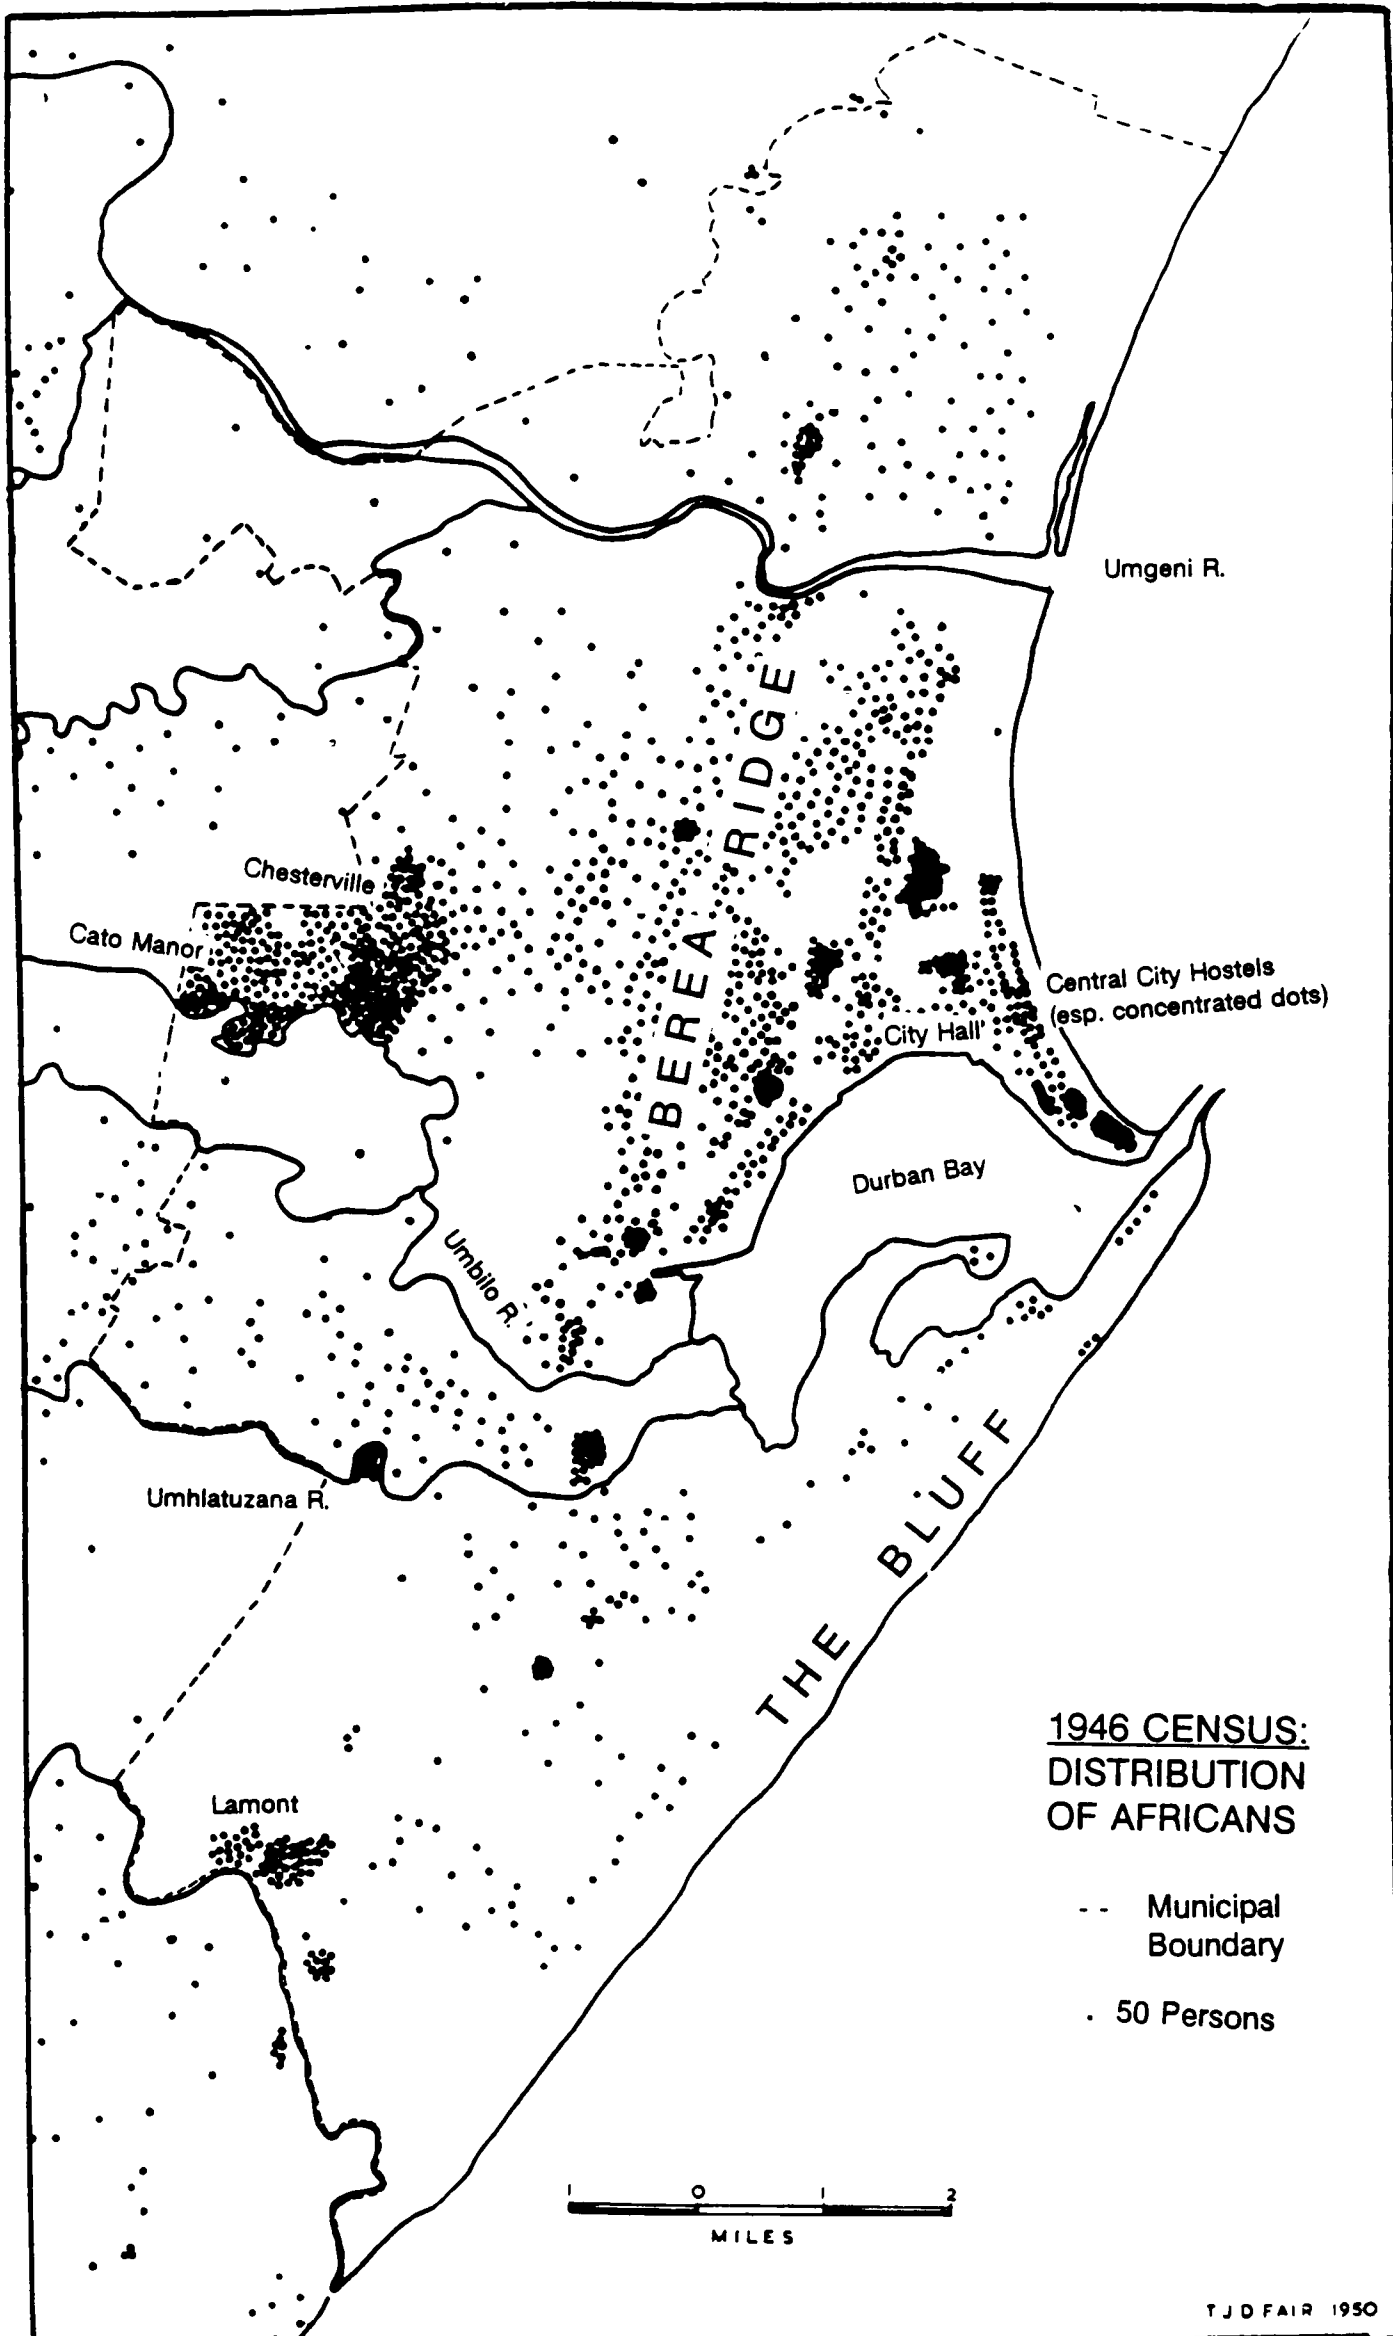 Umgeni R.
BEREA RIDGE
Chesterville
Cato Manor
Central City Hostels
(esp. concentrated dots)
City Hall
Durban Bay
Umbilo R.
Umhlatuzana R.
THE BLUFF
1946 CENSUS:
DISTRIBUTION
OF AFRICANS
Lamont
-- Municipal
Boundary
. 50 Persons
1 0 1 2
MILES
TJD FAIR 1950